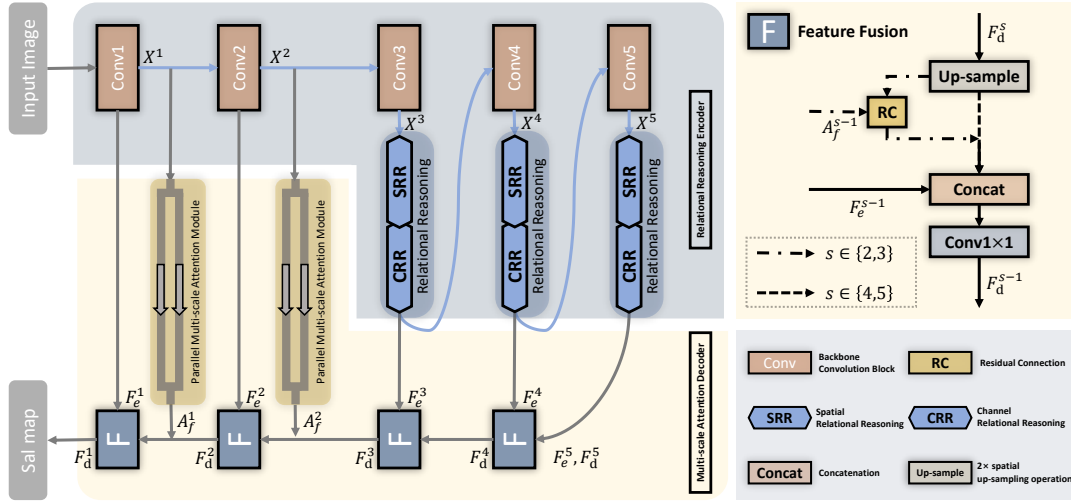 Input Image
Conv1
X^1
Conv2
X^2
Conv3
Conv4
Conv5
X^3
X^4
X^5
SRR
CRR
Relational Reasoning
SRR
CRR
Relational Reasoning
SRR
CRR
Relational Reasoning
Relational Reasoning Encoder
Parallel Multi-scale Attention Module
Parallel Multi-scale Attention Module
Multi-scale Attention Decoder
F_e^1
A_f^1
F_e^2
A_f^2
F_e^3
F_e^4
Sal map
F_d^1
F
F_d^2
F
F_d^3
F
F_d^4
F
F_e^5, F_d^5
F
Feature Fusion
F_d^s
Up-sample
RC
A_f^{s-1}
Concat
F_e^{s-1}
Conv1×1
F_d^{s-1}
s ∈ {2,3}
s ∈ {4,5}
Conv
Backbone
Convolution Block
RC
Residual Connection
SRR
Spatial
Relational Reasoning
CRR
Channel
Relational Reasoning
Concat
Concatenation
Up-sample
2× spatial
up-sampling operation